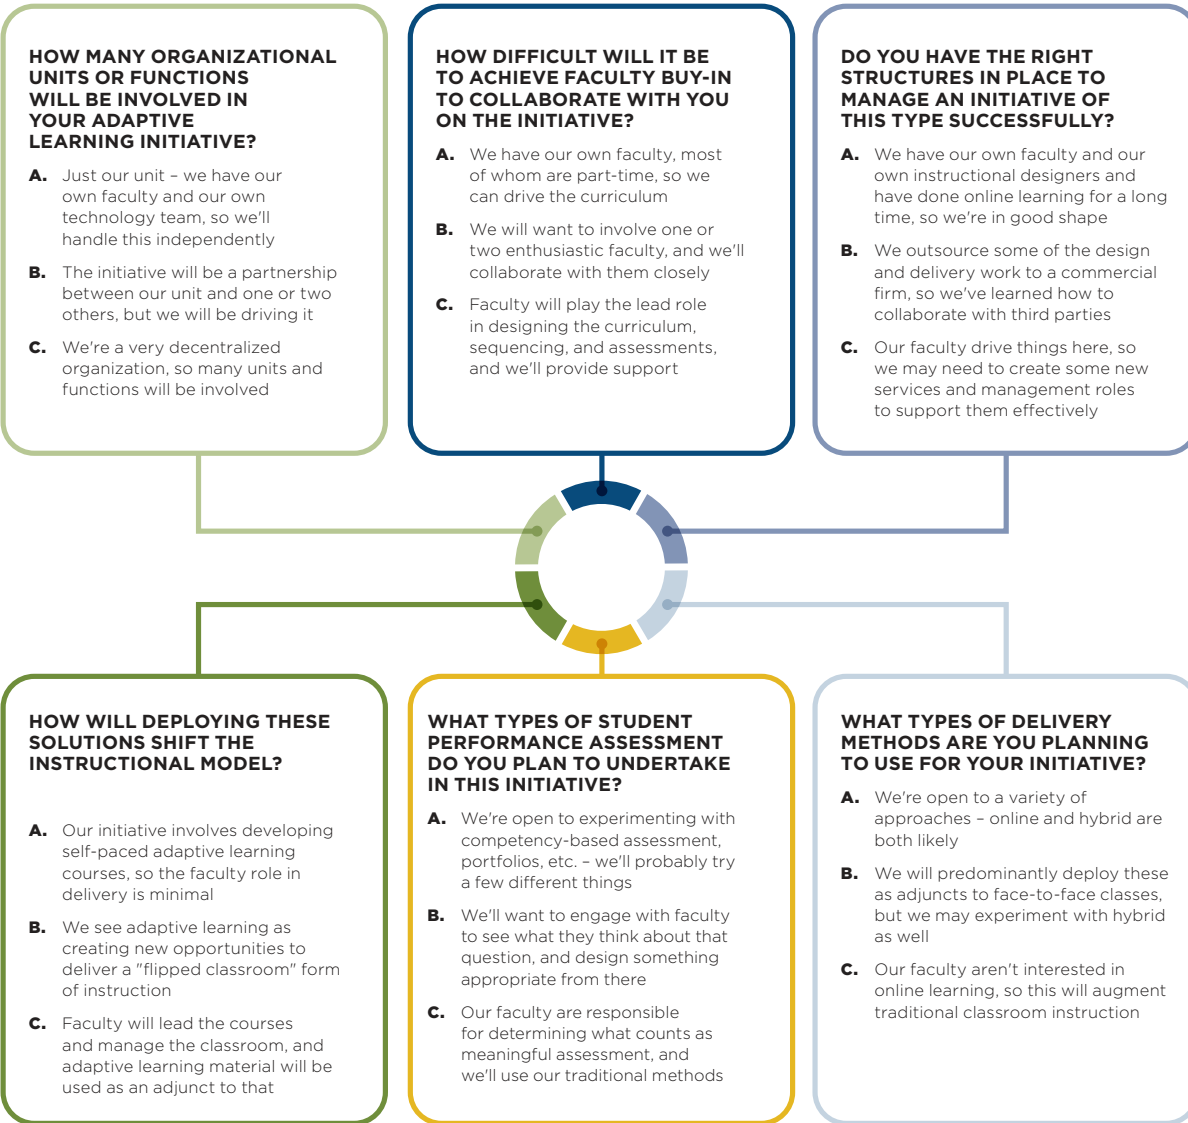 HOW MANY ORGANIZATIONAL
UNITS OR FUNCTIONS
WILL BE INVOLVED IN
YOUR ADAPTIVE
LEARNING INITIATIVE?
A. Just our unit – we have our
own faculty and our own
technology team, so we'll
handle this independently
B. The initiative will be a partnership
between our unit and one or two
others, but we will be driving it
C. We're a very decentralized
organization, so many units and
functions will be involved
HOW DIFFICULT WILL IT BE
TO ACHIEVE FACULTY BUY-IN
TO COLLABORATE WITH YOU
ON THE INITIATIVE?
A. We have our own faculty, most
of whom are part-time, so we
can drive the curriculum
B. We will want to involve one or
two enthusiastic faculty, and we'll
collaborate with them closely
C. Faculty will play the lead role
in designing the curriculum,
sequencing, and assessments,
and we'll provide support
DO YOU HAVE THE RIGHT
STRUCTURES IN PLACE TO
MANAGE AN INITIATIVE OF
THIS TYPE SUCCESSFULLY?
A. We have our own faculty and our
own instructional designers and
have done online learning for a long
time, so we're in good shape
B. We outsource some of the design
and delivery work to a commercial
firm, so we've learned how to
collaborate with third parties
C. Our faculty drive things here, so
we may need to create some new
services and management roles
to support them effectively
HOW WILL DEPLOYING THESE
SOLUTIONS SHIFT THE
INSTRUCTIONAL MODEL?
A. Our initiative involves developing
self-paced adaptive learning
courses, so the faculty role in
delivery is minimal
B. We see adaptive learning as
creating new opportunities to
deliver a "flipped classroom" form
of instruction
C. Faculty will lead the courses
and manage the classroom, and
adaptive learning material will be
used as an adjunct to that
WHAT TYPES OF STUDENT
PERFORMANCE ASSESSMENT
DO YOU PLAN TO UNDERTAKE
IN THIS INITIATIVE?
A. We're open to experimenting with
competency-based assessment,
portfolios, etc. – we'll probably try
a few different things
B. We'll want to engage with faculty
to see what they think about that
question, and design something
appropriate from there
C. Our faculty are responsible
for determining what counts as
meaningful assessment, and
we'll use our traditional methods
WHAT TYPES OF DELIVERY
METHODS ARE YOU PLANNING
TO USE FOR YOUR INITIATIVE?
A. We're open to a variety of
approaches – online and hybrid are
both likely
B. We will predominantly deploy these
as adjuncts to face-to-face classes,
but we may experiment with hybrid
as well
C. Our faculty aren't interested in
online learning, so this will augment
traditional classroom instruction